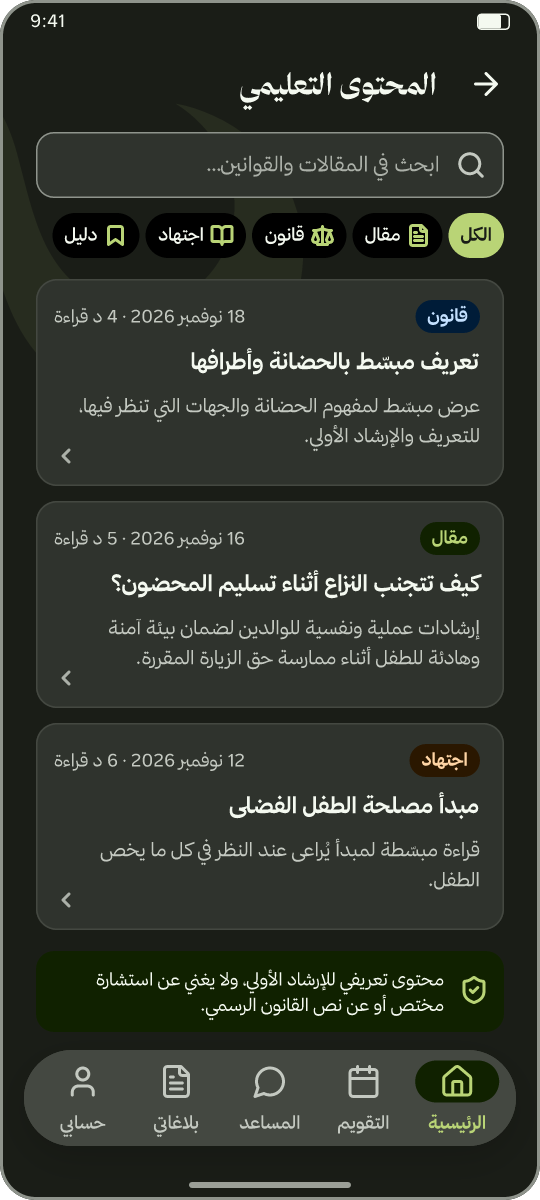 9:41
المحتوى التعليمي
ابحث في المقالات والقوانين...
الكل
مقال
قانون
اجتهاد
دليل
قانون
18 نوفمبر 2026 · 4 د قراءة
تعريف مبسّط بالحضانة وأطرافها
عرض مبسّط لمفهوم الحضانة والجهات التي تنظر فيها،
للتعريف والإرشاد الأولي.
مقال
16 نوفمبر 2026 · 5 د قراءة
كيف تتجنب النزاع أثناء تسليم المحضون؟
إرشادات عملية ونفسية للوالدين لضمان بيئة آمنة
وهادئة للطفل أثناء ممارسة حق الزيارة المقررة.
اجتهاد
12 نوفمبر 2026 · 6 د قراءة
مبدأ مصلحة الطفل الفضلى
قراءة مبسّطة لمبدأ يُراعى عند النظر في كل ما يخص
الطفل.
محتوى تعريفي للإرشاد الأولي، ولا يغني عن استشارة
مختص أو عن نص القانون الرسمي.
الرئيسية
التقويم
المساعد
بلاغاتي
حسابي